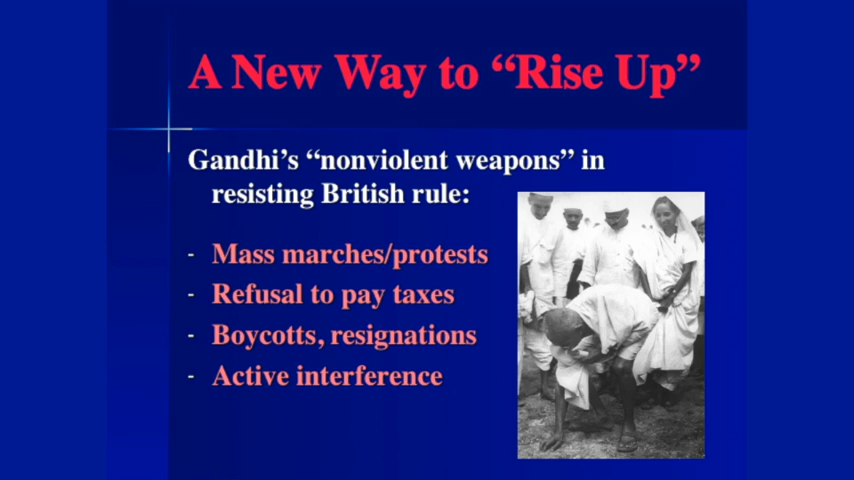 A New Way to “Rise Up”
Gandhi’s “nonviolent weapons” in
resisting British rule:
- Mass marches/protests
- Refusal to pay taxes
- Boycotts, resignations
- Active interference